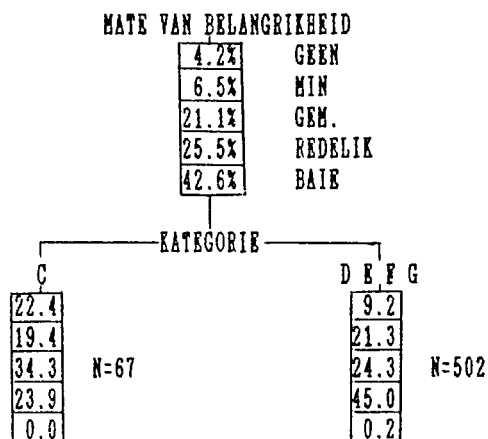 MATE VAN BELANGRIKHEID
4.2% GEEN
6.5% MIN
21.1% GEM.
25.5% REDELIK
42.6% BAIE
KATEGORIE
C D E F G
22.4 9.2
19.4 21.3
34.3 N=67 24.3 N=502
23.9 45.0
0.0 0.2